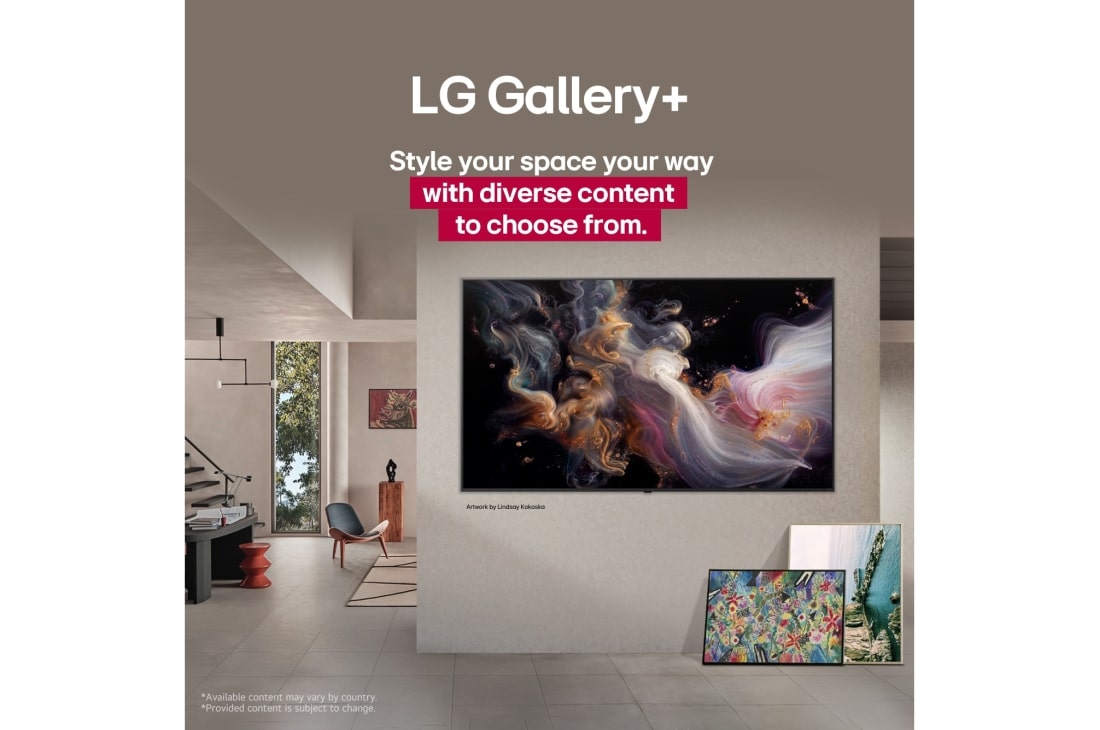 LG Gallery+
Style your space your way
with diverse content
to choose from.
Artwork by Lindsay Kokoska
*Available content may vary by country.
*Provided content is subject to change.